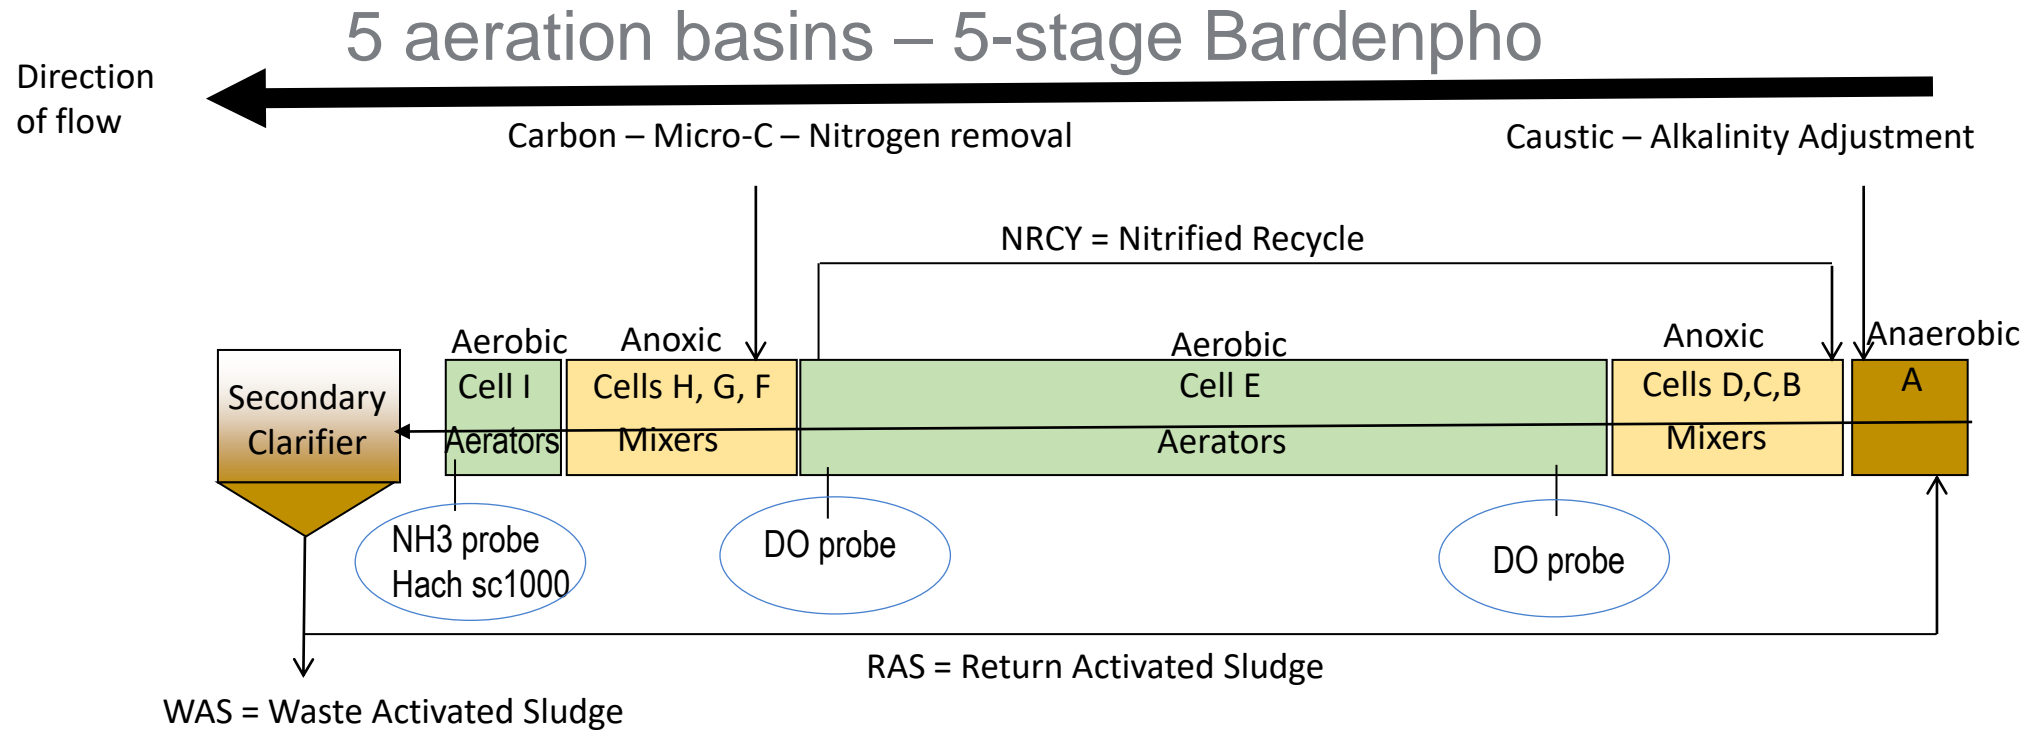 5 aeration basins – 5-stage Bardenpho
Direction
of flow
Carbon – Micro-C – Nitrogen removal
Caustic – Alkalinity Adjustment
NRCY = Nitrified Recycle
Aerobic
Anoxic
Aerobic
Anoxic
Anaerobic
Secondary
Clarifier
Cell I
Aerators
Cells H, G, F
Mixers
Cell E
Aerators
Cells D,C,B
Mixers
A
NH3 probe
Hach sc1000
DO probe
DO probe
RAS = Return Activated Sludge
WAS = Waste Activated Sludge